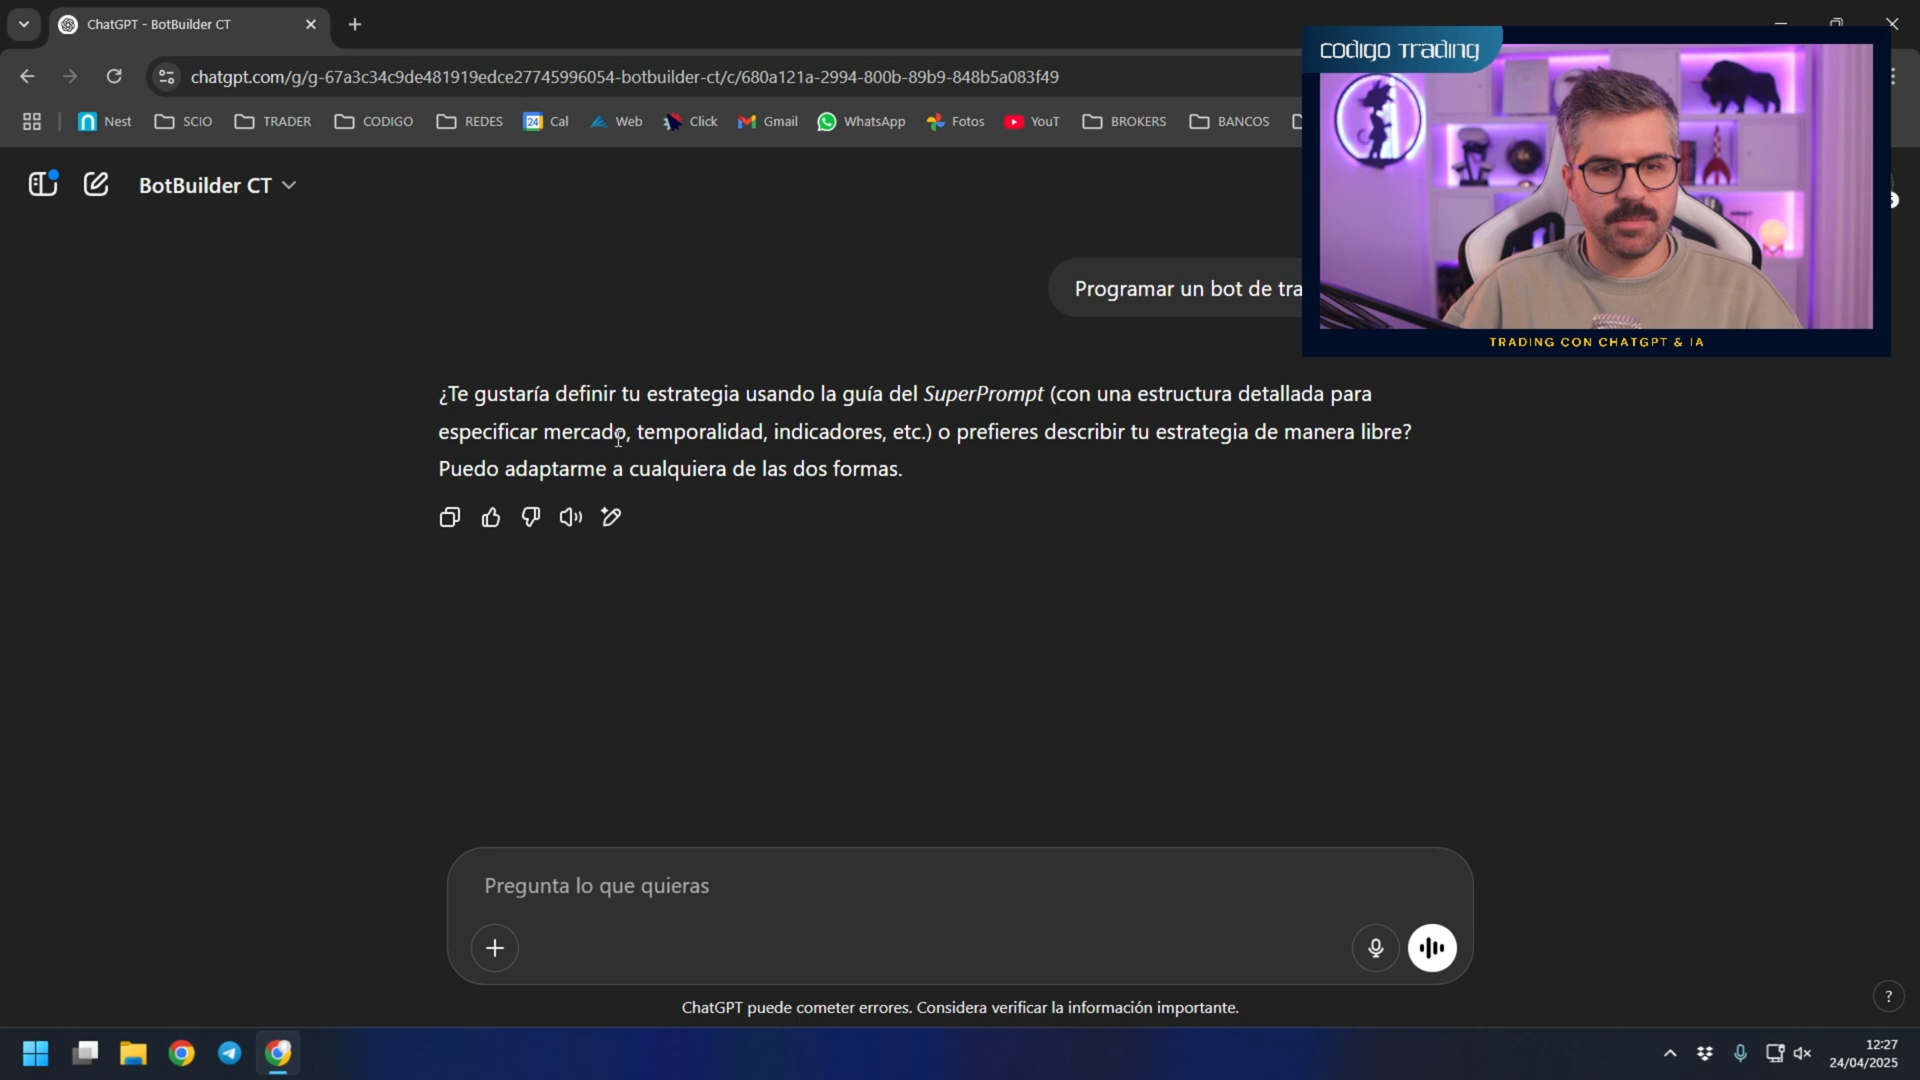 ChatGPT - BotBuilder CT
chatgpt.com/g/g-67a3c34c9de481919edce27745996054-botbuilder-ct/c/680a121a-2994-800b-89b9-848b5a083f49
Nest SCIO TRADER CODIGO REDES 24 Cal Web Click Gmail WhatsApp Fotos YouT BROKERS BANCOS
codigo Trading
TRADING CON CHATGPT & IA
BotBuilder CT
Programar un bot de tra
¿Te gustaría definir tu estrategia usando la guía del SuperPrompt (con una estructura detallada para
especificar mercado, temporalidad, indicadores, etc.) o prefieres describir tu estrategia de manera libre?
Puedo adaptarme a cualquiera de las dos formas.
Pregunta lo que quieras
ChatGPT puede cometer errores. Considera verificar la información importante.
?
12:27
24/04/2025